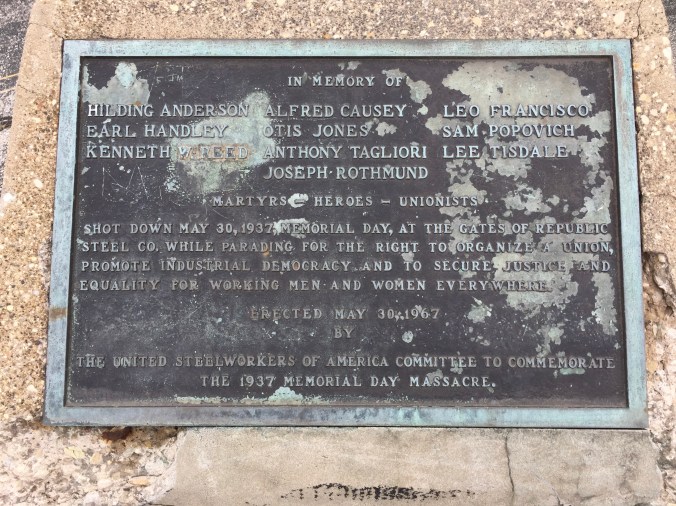 IN MEMORY OF
HILDING ANDERSON ALFRED CAUSEY LEO FRANCISCO
EARL HANDLEY OTIS JONES SAM POPOVICH
KENNETH W. REED ANTHONY TAGLIORI LEE TISDALE
JOSEPH ROTHMUND
MARTYRS – HEROES – UNIONISTS
SHOT DOWN MAY 30, 1937, MEMORIAL DAY, AT THE GATES OF REPUBLIC
STEEL CO. WHILE PARADING FOR THE RIGHT TO ORGANIZE A UNION,
PROMOTE INDUSTRIAL DEMOCRACY AND TO SECURE JUSTICE AND
EQUALITY FOR WORKING MEN AND WOMEN EVERYWHERE.
ERECTED MAY 30, 1967
BY
THE UNITED STEELWORKERS OF AMERICA COMMITTEE TO COMMEMORATE
THE 1937 MEMORIAL DAY MASSACRE.